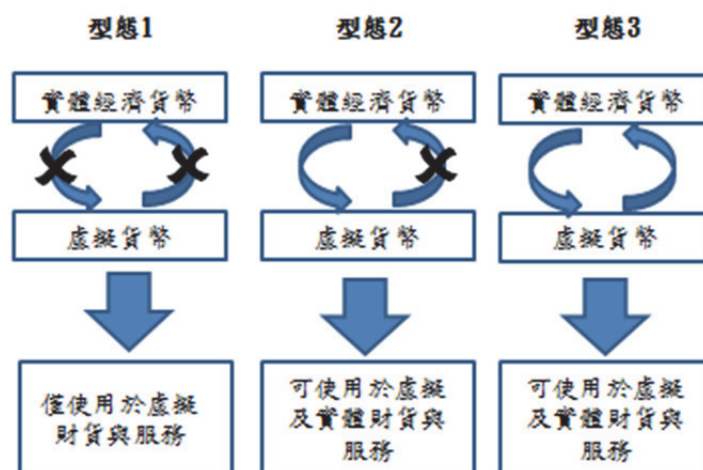 型態1
實體經濟貨幣
虛擬貨幣
僅使用於虛擬
財貨與服務
型態2
實體經濟貨幣
虛擬貨幣
可使用於虛擬
及實體財貨與
服務
型態3
實體經濟貨幣
虛擬貨幣
可使用於虛擬
及實體財貨與
服務